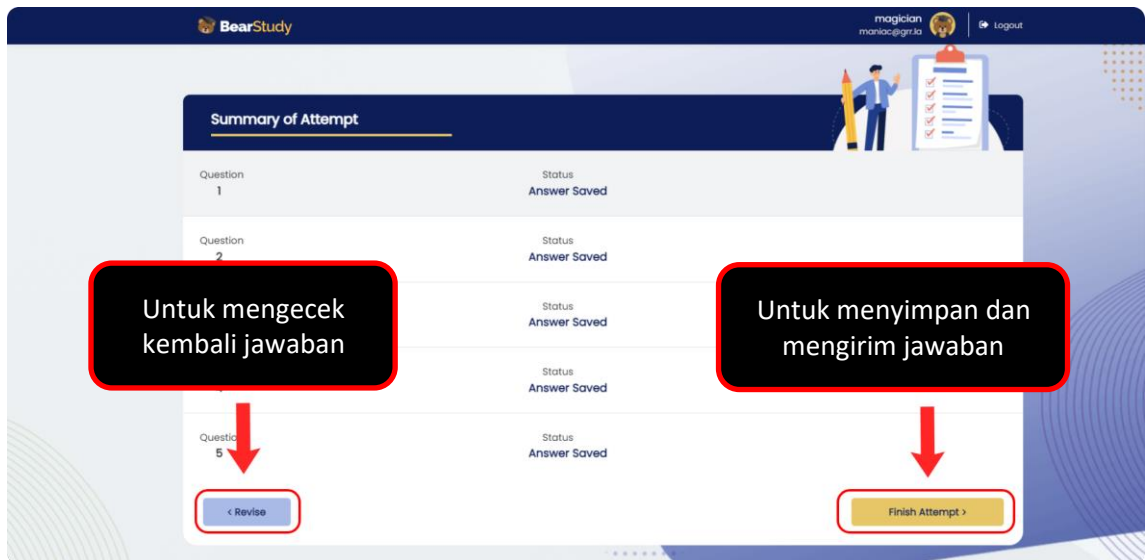 BearStudy
magician
maniac@grr.la
Logout
Summary of Attempt
Question
Status
1
Answer Saved
Question
Status
2
Answer Saved
Untuk mengecek
kembali jawaban
Untuk menyimpan dan
mengirim jawaban
Status
Answer Saved
Status
Answer Saved
Status
5
Answer Saved
< Revise
Finish Attempt >